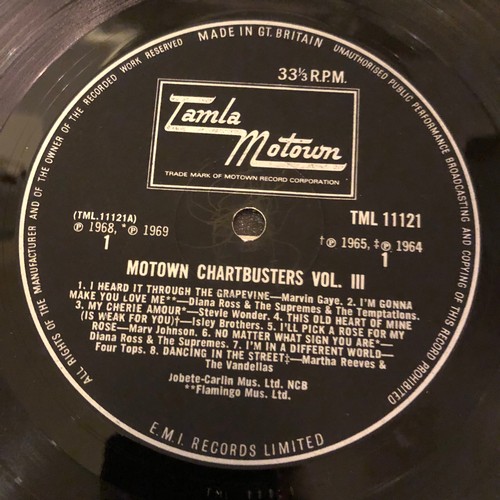 MADE IN GT. BRITAIN
UNAUTHORISED PUBLIC PERFORMANCE BROADCASTING AND COPYING OF THIS RECORD PROHIBITED
ALL RIGHTS OF THE MANUFACTURER AND OF THE OWNER OF THE RECORDED WORK RESERVED
33⅓ R.P.M.
Tamla
Motown
TRADE MARK OF MOTOWN RECORD CORPORATION
(TML.11121A)
℗ 1968, *℗ 1969
1
TML 11121
†℗ 1965, ‡℗ 1964
1
MOTOWN CHARTBUSTERS VOL. III
1. I HEARD IT THROUGH THE GRAPEVINE—Marvin Gaye. 2. I'M GONNA
MAKE YOU LOVE ME**—Diana Ross & The Supremes & The Temptations.
3. MY CHERIE AMOUR*—Stevie Wonder. 4. THIS OLD HEART OF MINE
(IS WEAK FOR YOU)†—Isley Brothers. 5. I'LL PICK A ROSE FOR MY
ROSE—Marv Johnson. 6. NO MATTER WHAT SIGN YOU ARE*—
Diana Ross & The Supremes. 7. I'M IN A DIFFERENT WORLD—
Four Tops. 8. DANCING IN THE STREET‡—Martha Reeves &
The Vandellas
Jobete-Carlin Mus. Ltd. NCB
**Flamingo Mus. Ltd.
E.M.I. RECORDS LIMITED